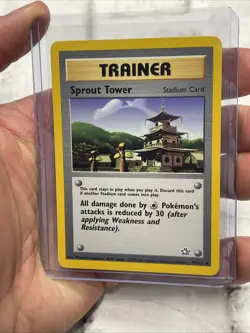 TRAINER
Sprout Tower
Stadium Card
This card stays in play when you play it. Discard this card
if another Stadium card comes into play.
All damage done by Pokémon's
attacks is reduced by 30 (after
applying Weakness and
Resistance).